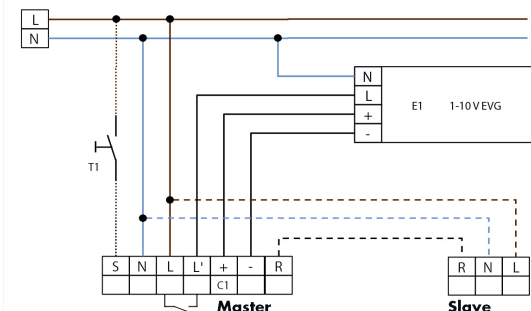 L
N
N
L
E1 1-10 V EVG
+
-
T1
S N L L' + - R
R N L
C1
Master
Slave